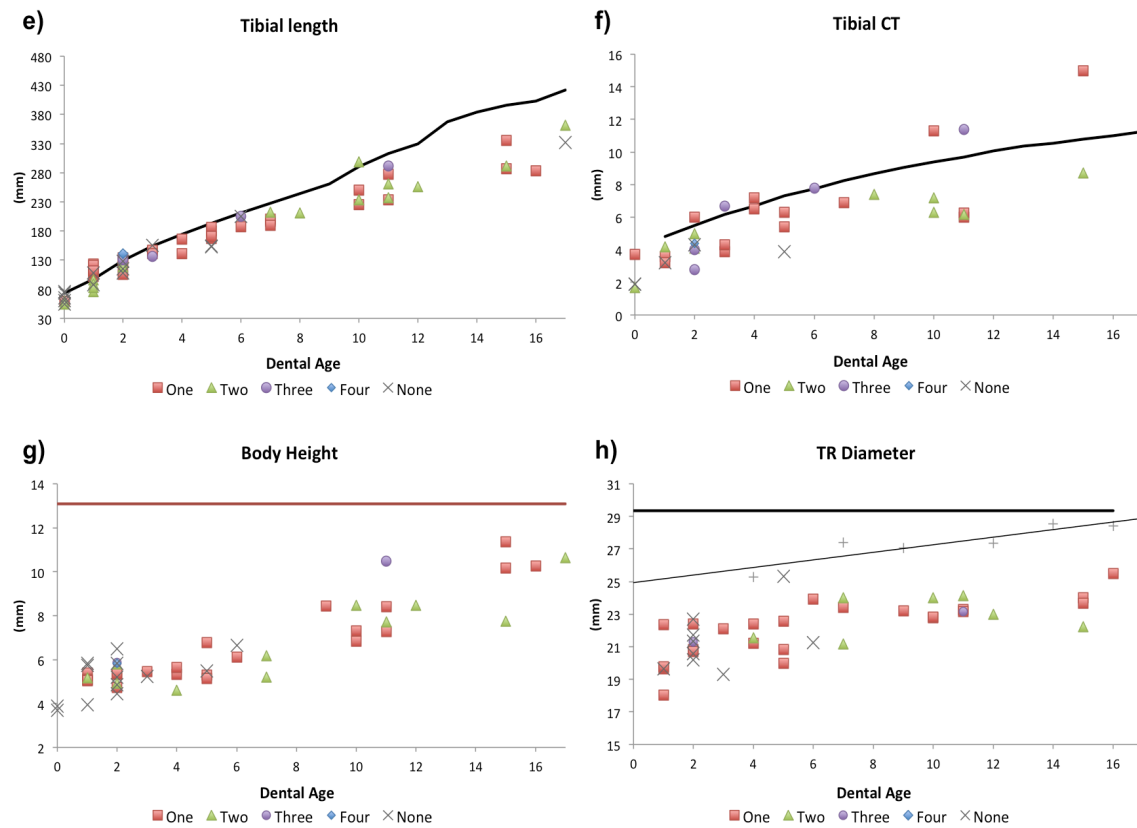 e) Tibial length
480
430
380
330
280
230
180
130
80
30
(mm)
0 2 4 6 8 10 12 14 16
Dental Age
One Two Three Four None
f) Tibial CT
16
14
12
10
8
6
4
2
0
(mm)
0 2 4 6 8 10 12 14 16
Dental Age
One Two Three Four None
g) Body Height
14
12
10
8
6
4
2
(mm)
0 2 4 6 8 10 12 14 16
Dental Age
One Two Three Four None
h) TR Diameter
31
29
27
25
23
21
19
17
15
(mm)
0 2 4 6 8 10 12 14 16
Dental Age
One Two Three Four None